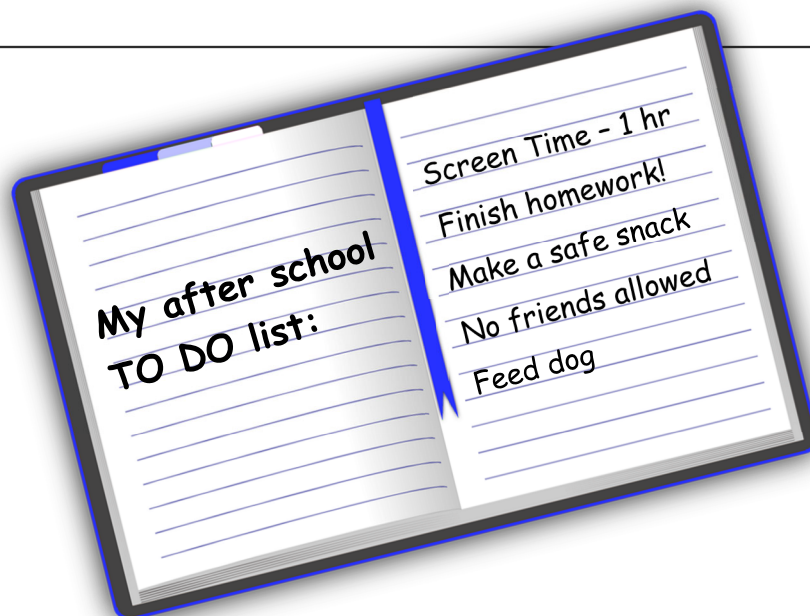 My after school
TO DO list:
Screen Time – 1 hr
Finish homework!
Make a safe snack
No friends allowed
Feed dog